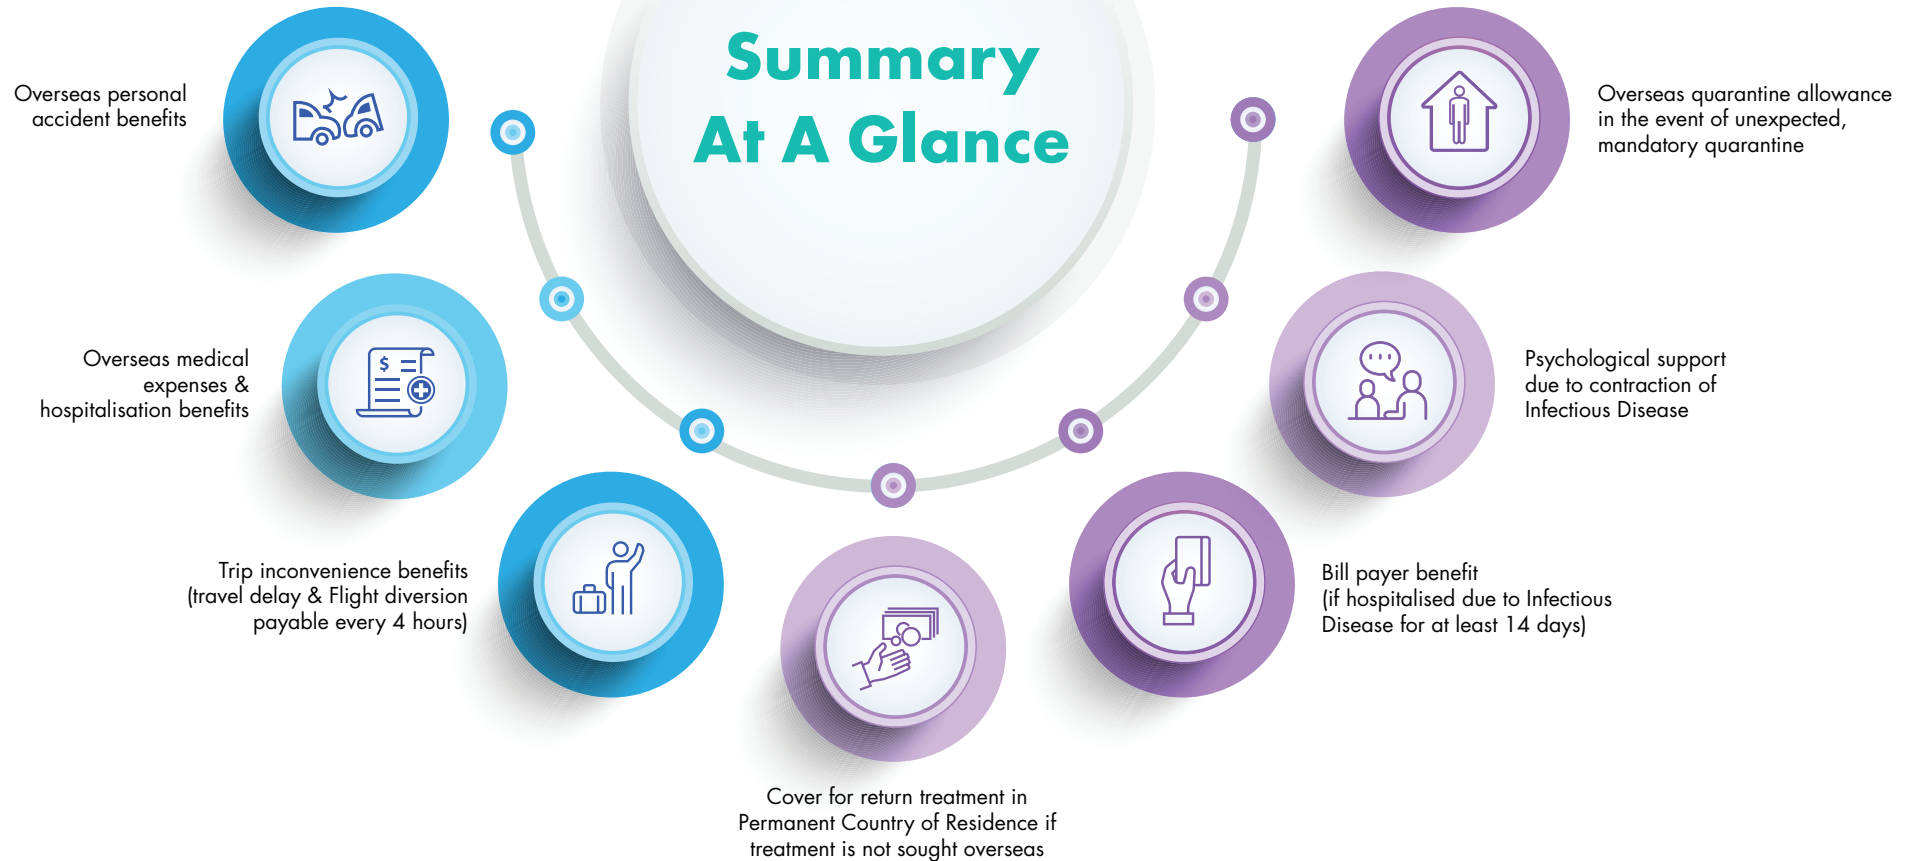 Summary
At A Glance
Overseas personal
accident benefits
Overseas medical
expenses &
hospitalisation benefits
$
Trip inconvenience benefits
(travel delay & Flight diversion
payable every 4 hours)
Cover for return treatment in
Permanent Country of Residence if
treatment is not sought overseas
Bill payer benefit
(if hospitalised due to Infectious
Disease for at least 14 days)
Psychological support
due to contraction of
Infectious Disease
Overseas quarantine allowance
in the event of unexpected,
mandatory quarantine